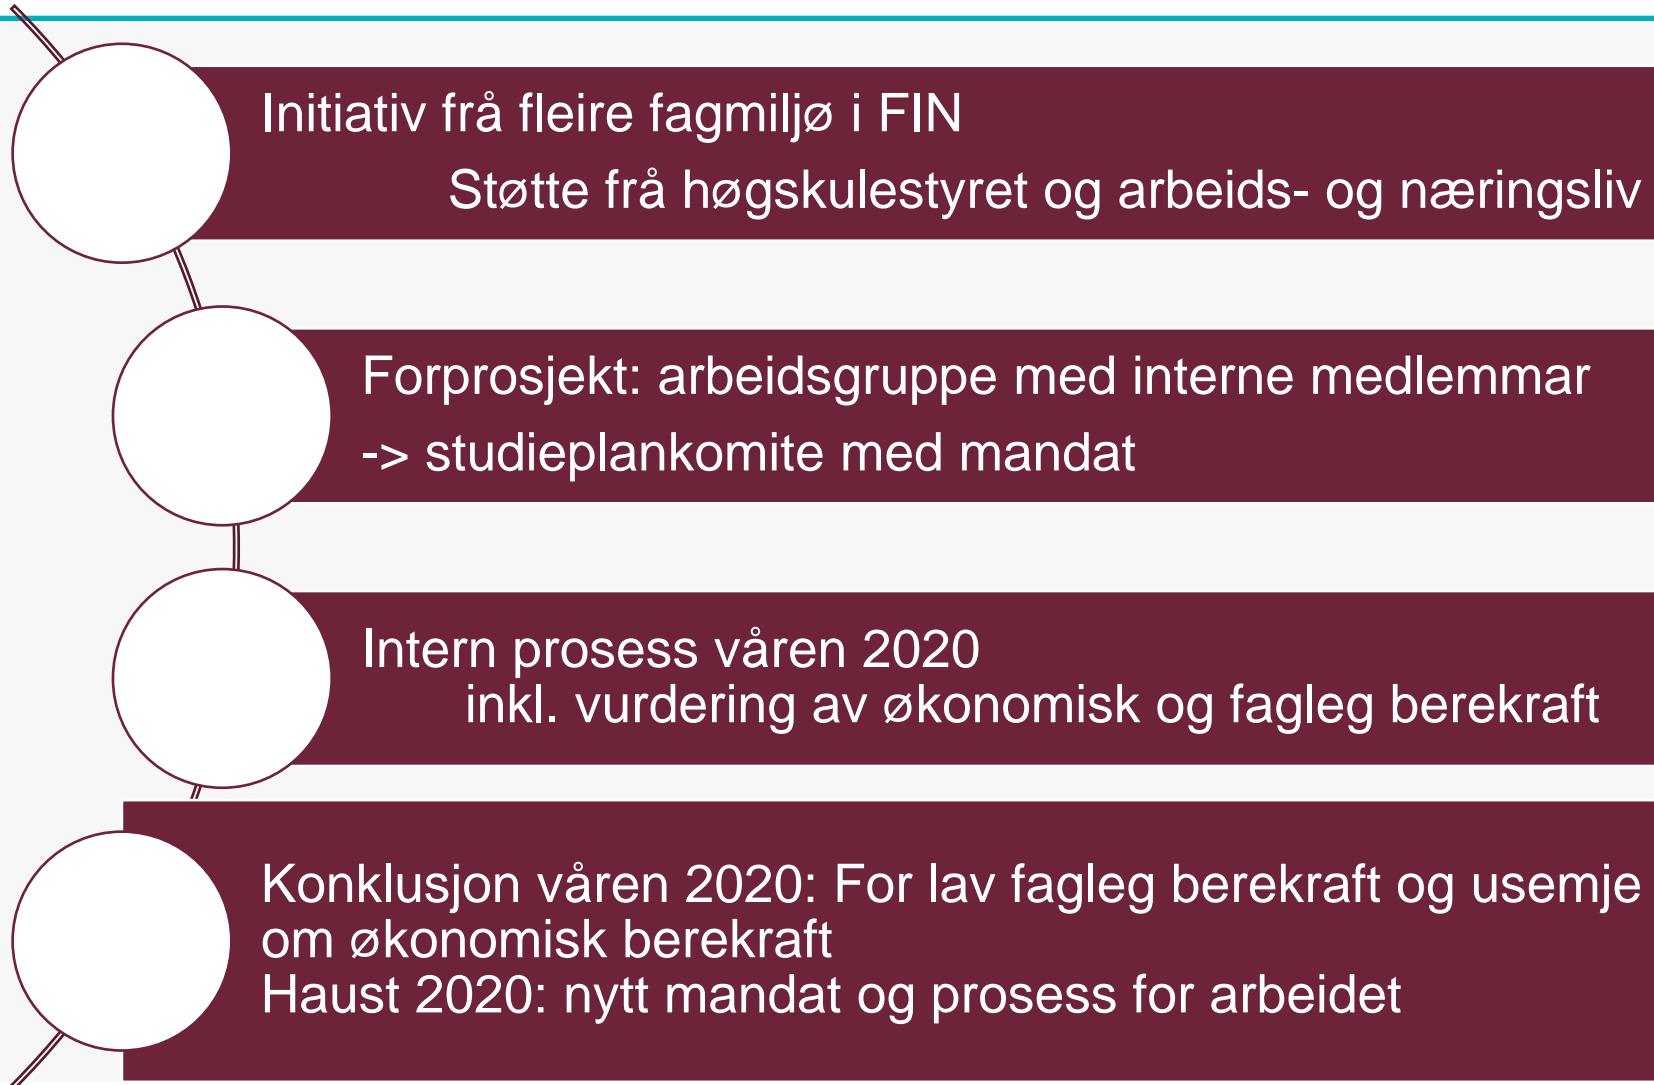 Initiativ frå fleire fagmiljø i FIN
Støtte frå høgskulestyret og arbeids- og næringsliv
Forprosjekt: arbeidsgruppe med interne medlemmar
-> studieplankomite med mandat
Intern prosess våren 2020
inkl. vurdering av økonomisk og fagleg berekraft
Konklusjon våren 2020: For lav fagleg berekraft og usemje
om økonomisk berekraft
Haust 2020: nytt mandat og prosess for arbeidet